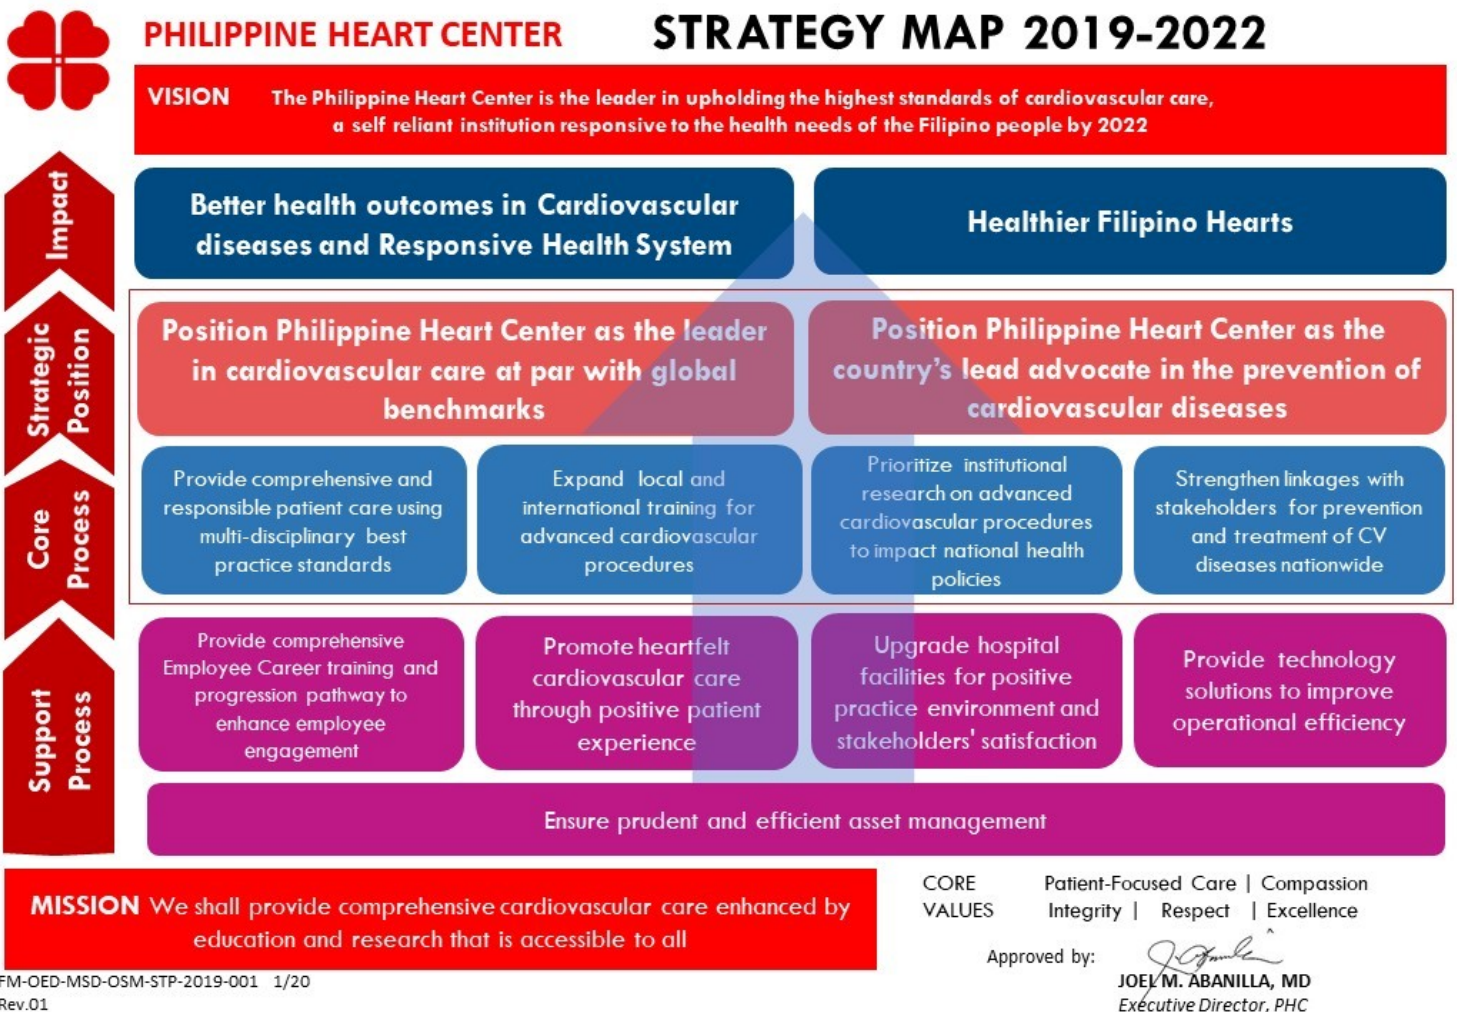 PHILIPPINE HEART CENTER
STRATEGY MAP 2019-2022
VISION
The Philippine Heart Center is the leader in upholding the highest standards of cardiovascular care,
a self reliant institution responsive to the health needs of the Filipino people by 2022
Impact
Better health outcomes in Cardiovascular
diseases and Responsive Health System
Healthier Filipino Hearts
Strategic
Position
Position Philippine Heart Center as the leader
in cardiovascular care at par with global
benchmarks
Position Philippine Heart Center as the
country's lead advocate in the prevention of
cardiovascular diseases
Core
Process
Provide comprehensive and
responsible patient care using
multi-disciplinary best
practice standards
Expand local and
international training for
advanced cardiovascular
procedures
Prioritize institutional
research on advanced
cardiovascular procedures
to impact national health
policies
Strengthen linkages with
stakeholders for prevention
and treatment of CV
diseases nationwide
Support
Process
Provide comprehensive
Employee Career training and
progression pathway to
enhance employee
engagement
Promote heartfelt
cardiovascular care
through positive patient
experience
Upgrade hospital
facilities for positive
practice environment and
stakeholders' satisfaction
Provide technology
solutions to improve
operational efficiency
Ensure prudent and efficient asset management
MISSION We shall provide comprehensive cardiovascular care enhanced by
education and research that is accessible to all
CORE
VALUES
Patient-Focused Care | Compassion
Integrity | Respect | Excellence
Approved by:
JOEL M. ABANILLA, MD
Executive Director, PHC
FM-OED-MSD-OSM-STP-2019-001 1/20
Rev.01